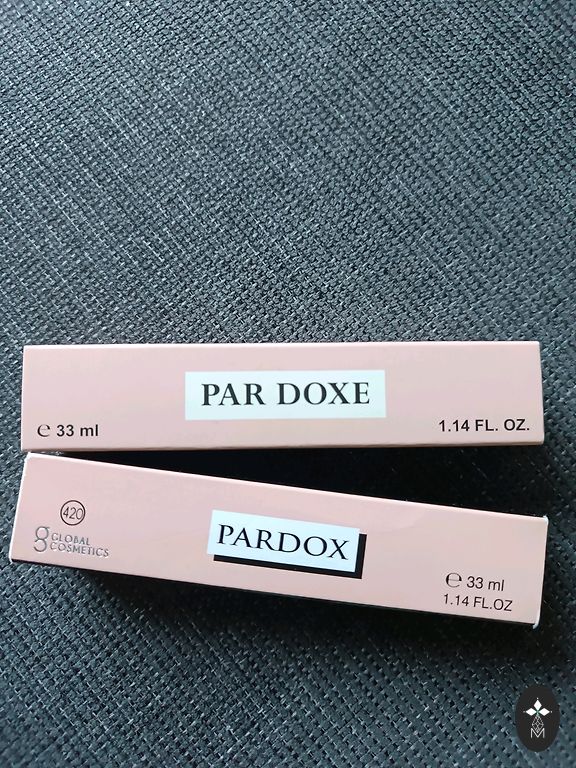 PAR DOXE
℮ 33 ml
1.14 FL. OZ.
420
g GLOBAL
COSMETICS
PARDOX
℮ 33 ml
1.14 FL.OZ
M